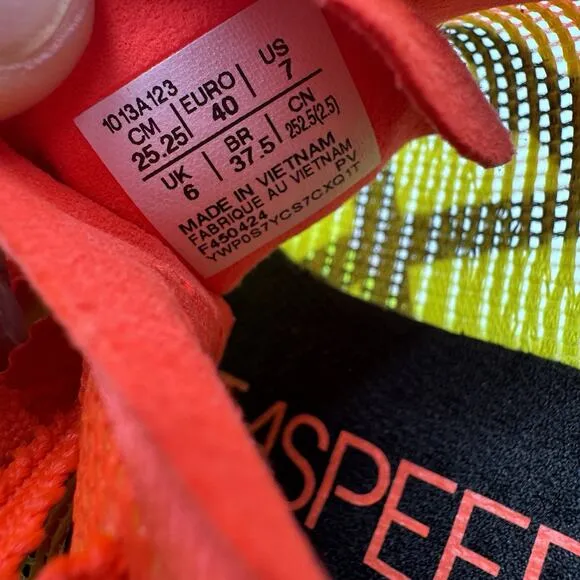 1013A123
CM EURO US
25.25 40 7
UK BR CN
6 37.5 252.5(2.5)
MADE IN VIETNAM
FABRIQUE AU VIETNAM
F450424 PV
YWP0S7YCS7CXQ1T
ASPEED